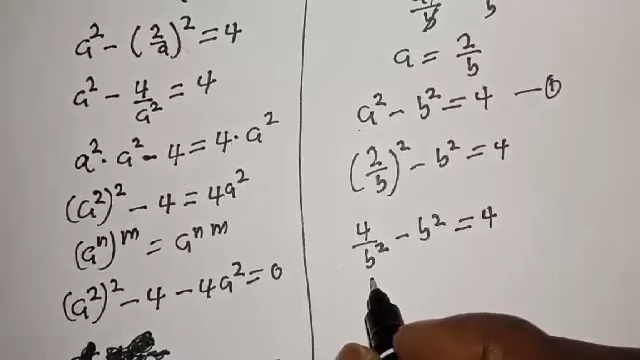 a² - (2/a)² = 4
a² - 4/a² = 4
a² · a² - 4 = 4 · a²
(a²)² - 4 = 4a²
(aⁿ)ᵐ = aⁿᵐ
(a²)² - 4 - 4a² = 0
a = 2/b
a² - b² = 4 — ①
(2/b)² - b² = 4
4/b² - b² = 4